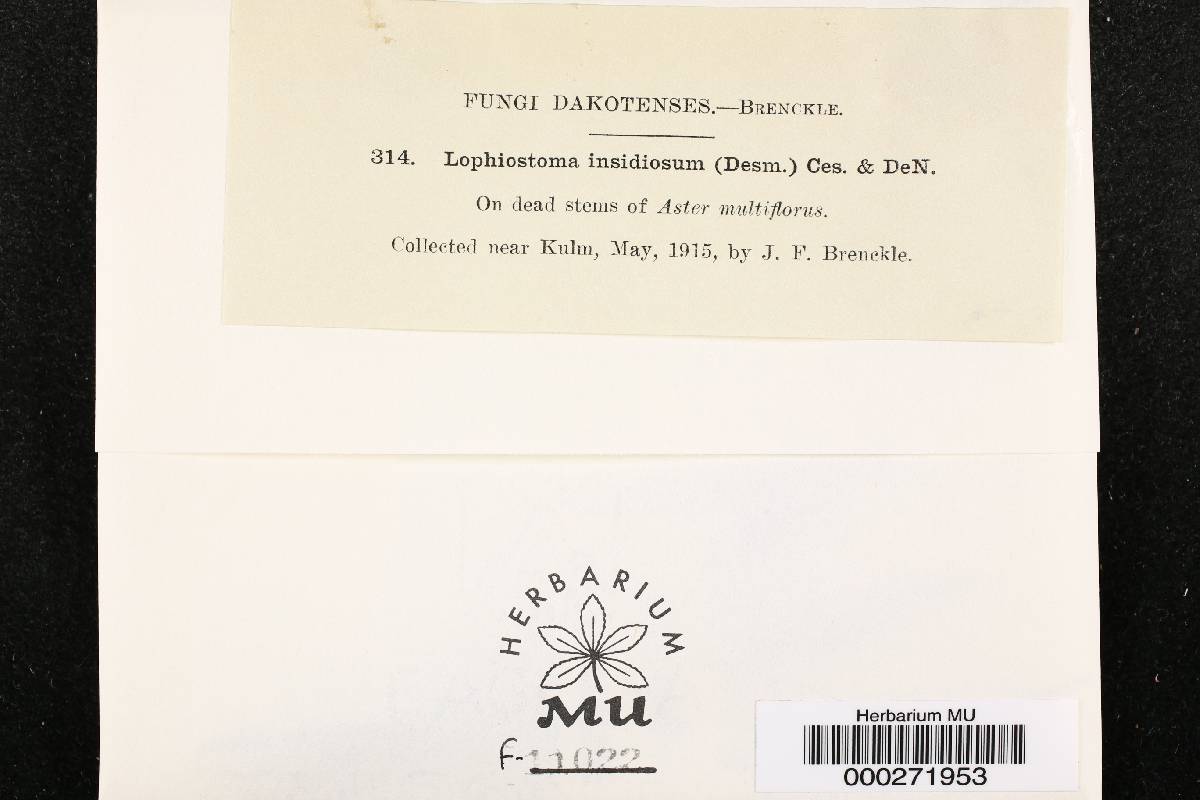 FUNGI DAKOTENSES.—BRENCKLE.
314. Lophiostoma insidiosum (Desm.) Ces. & DeN.
On dead stems of Aster multiflorus.
Collected near Kulm, May, 1915, by J. F. Brenckle.
HERBARIUM
MU
F-11022
Herbarium MU
000271953